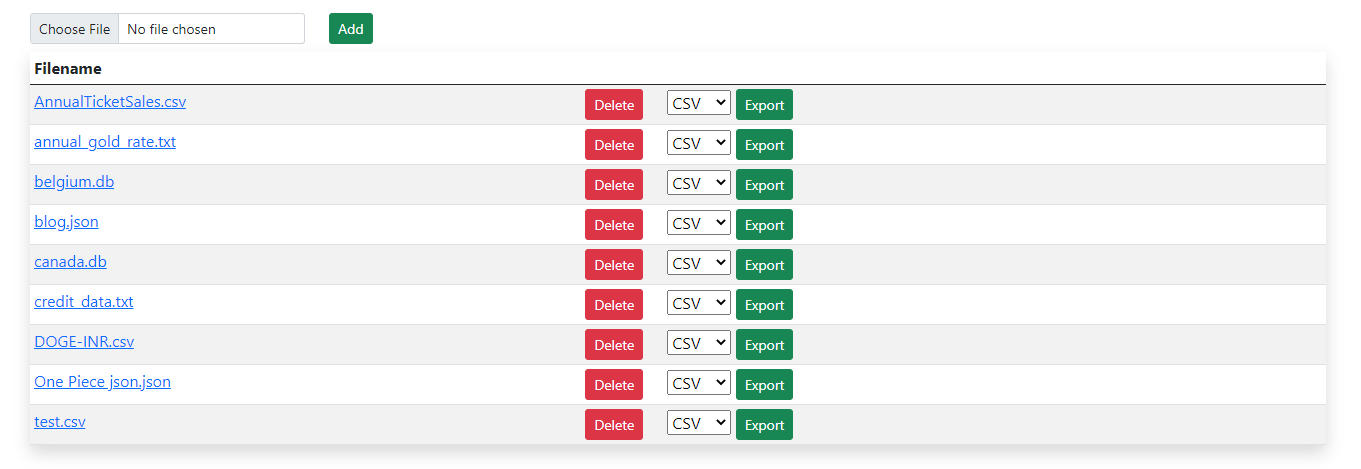 Choose File No file chosen Add
Filename
AnnualTicketSales.csv Delete CSV Export
annual_gold_rate.txt Delete CSV Export
belgium.db Delete CSV Export
blog.json Delete CSV Export
canada.db Delete CSV Export
credit_data.txt Delete CSV Export
DOGE-INR.csv Delete CSV Export
One Piece json.json Delete CSV Export
test.csv Delete CSV Export